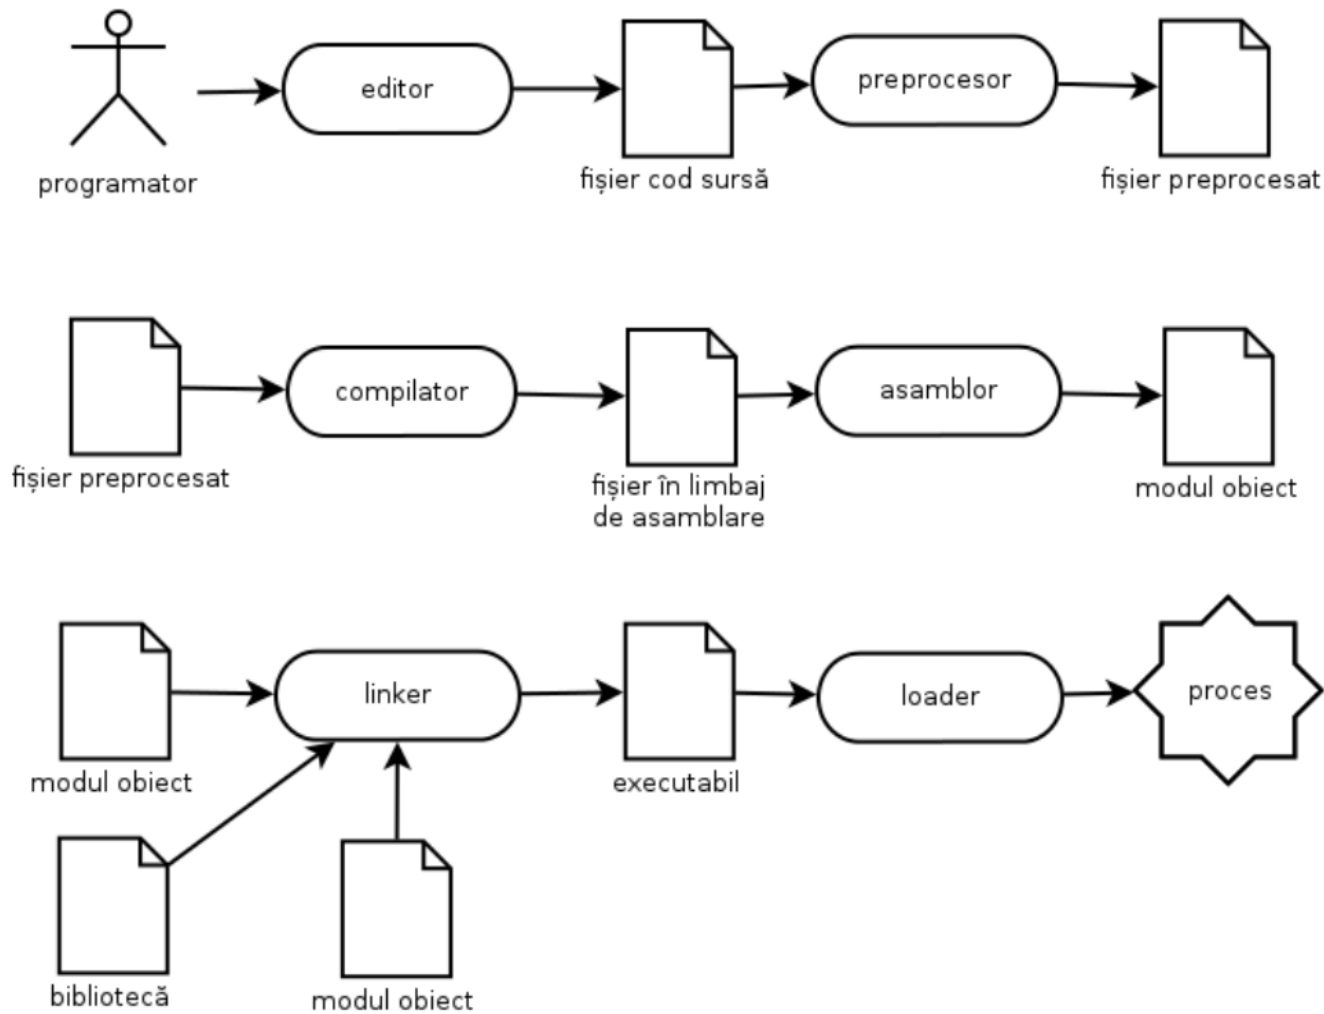 editor
preprocesor
programator
fișier cod sursă
fișier preprocesat
compilator
asamblor
fișier preprocesat
fișier în limbaj
de asamblare
modul obiect
linker
loader
proces
modul obiect
executabil
bibliotecă
modul obiect